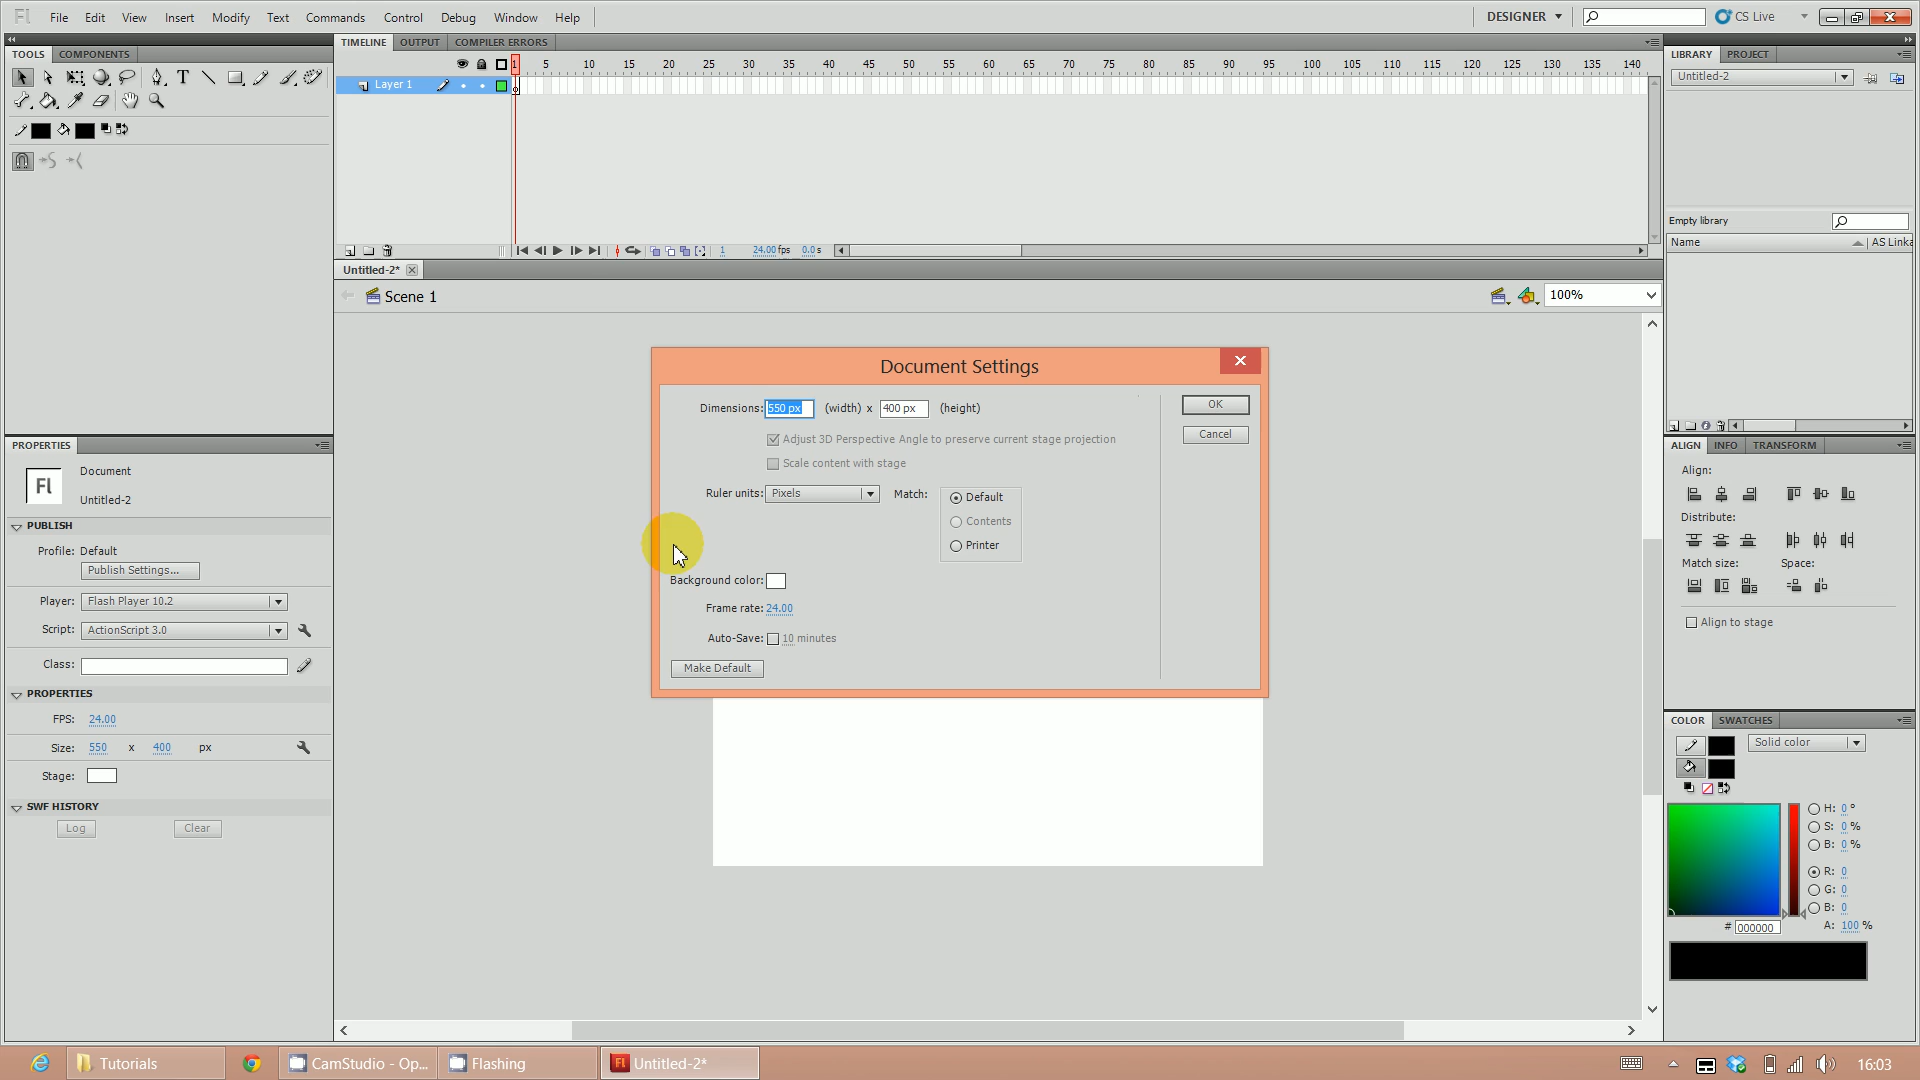 Fl File Edit View Insert Modify Text Commands Control Debug Window Help DESIGNER CS Live
TOOLS COMPONENTS
TIMELINE OUTPUT COMPILER ERRORS
1 5 10 15 20 25 30 35 40 45 50 55 60 65 70 75 80 85 90 95 100 105 110 115 120 125 130 135 140
Layer 1
1 24.00 fps 0.0 s
LIBRARY PROJECT
Untitled-2
Empty library
Name AS Linka
Untitled-2*
Scene 1
100%
Document Settings
Dimensions: 550 px (width) x 400 px (height)
OK
Cancel
Adjust 3D Perspective Angle to preserve current stage projection
Scale content with stage
Ruler units: Pixels Match: Default
Contents
Printer
Background color:
Frame rate: 24.00
Auto-Save: 10 minutes
Make Default
PROPERTIES
Fl
Document
Untitled-2
PUBLISH
Profile: Default
Publish Settings...
Player: Flash Player 10.2
Script: ActionScript 3.0
Class:
PROPERTIES
FPS: 24.00
Size: 550 x 400 px
Stage:
SWF HISTORY
Log Clear
ALIGN INFO TRANSFORM
Align:
Distribute:
Match size: Space:
Align to stage
COLOR SWATCHES
Solid color
H: 0 °
S: 0 %
B: 0 %
R: 0
G: 0
B: 0
# 000000 A: 100 %
Tutorials CamStudio - Op... Flashing Fl Untitled-2* 16:03